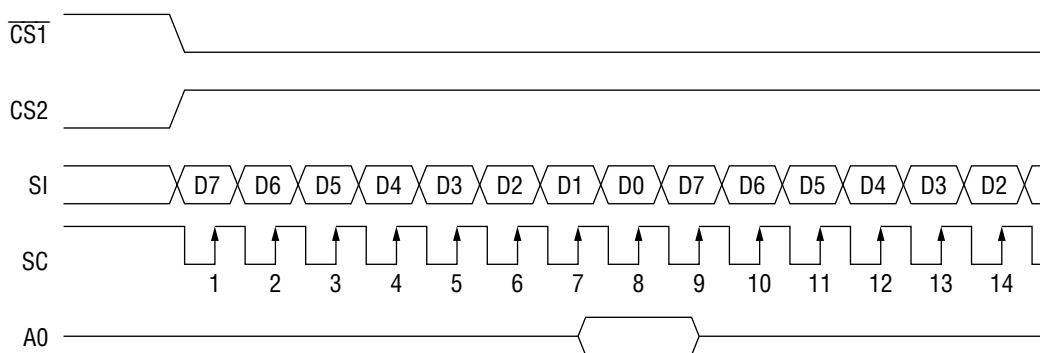 C̅S̅1̅
CS2
SI D7 D6 D5 D4 D3 D2 D1 D0 D7 D6 D5 D4 D3 D2
SC
1 2 3 4 5 6 7 8 9 10 11 12 13 14
A0